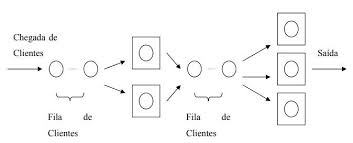 Chegada de
Clientes
Saída
Fila de
Clientes
Fila de
Clientes